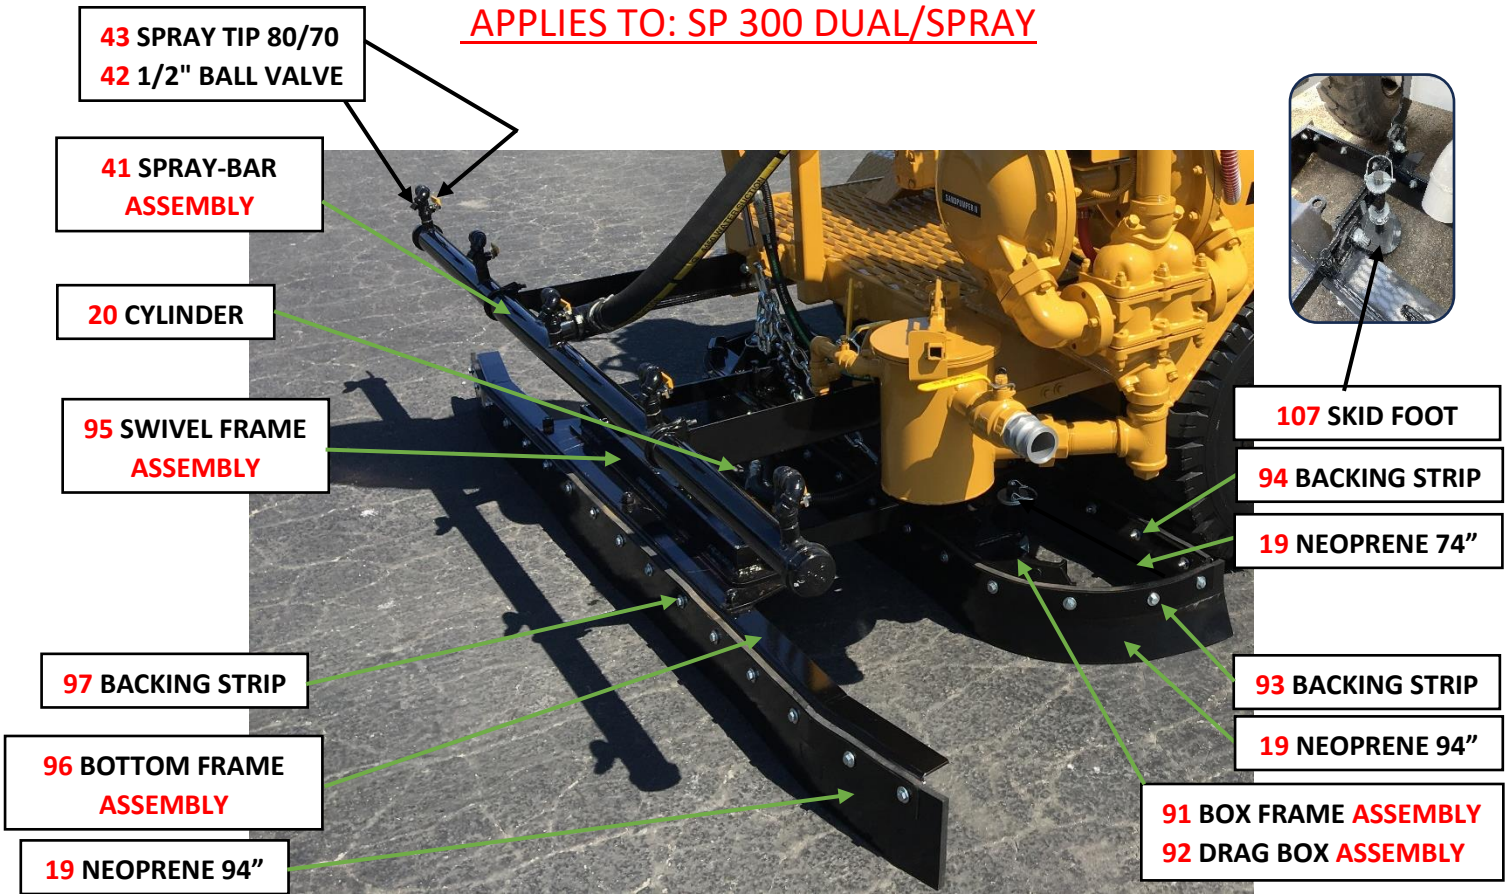 APPLIES TO: SP 300 DUAL/SPRAY
43 SPRAY TIP 80/70
42 1/2" BALL VALVE
41 SPRAY-BAR
ASSEMBLY
20 CYLINDER
95 SWIVEL FRAME
ASSEMBLY
97 BACKING STRIP
96 BOTTOM FRAME
ASSEMBLY
19 NEOPRENE 94”
SANDPUMPER II
107 SKID FOOT
94 BACKING STRIP
19 NEOPRENE 74”
93 BACKING STRIP
19 NEOPRENE 94”
91 BOX FRAME ASSEMBLY
92 DRAG BOX ASSEMBLY